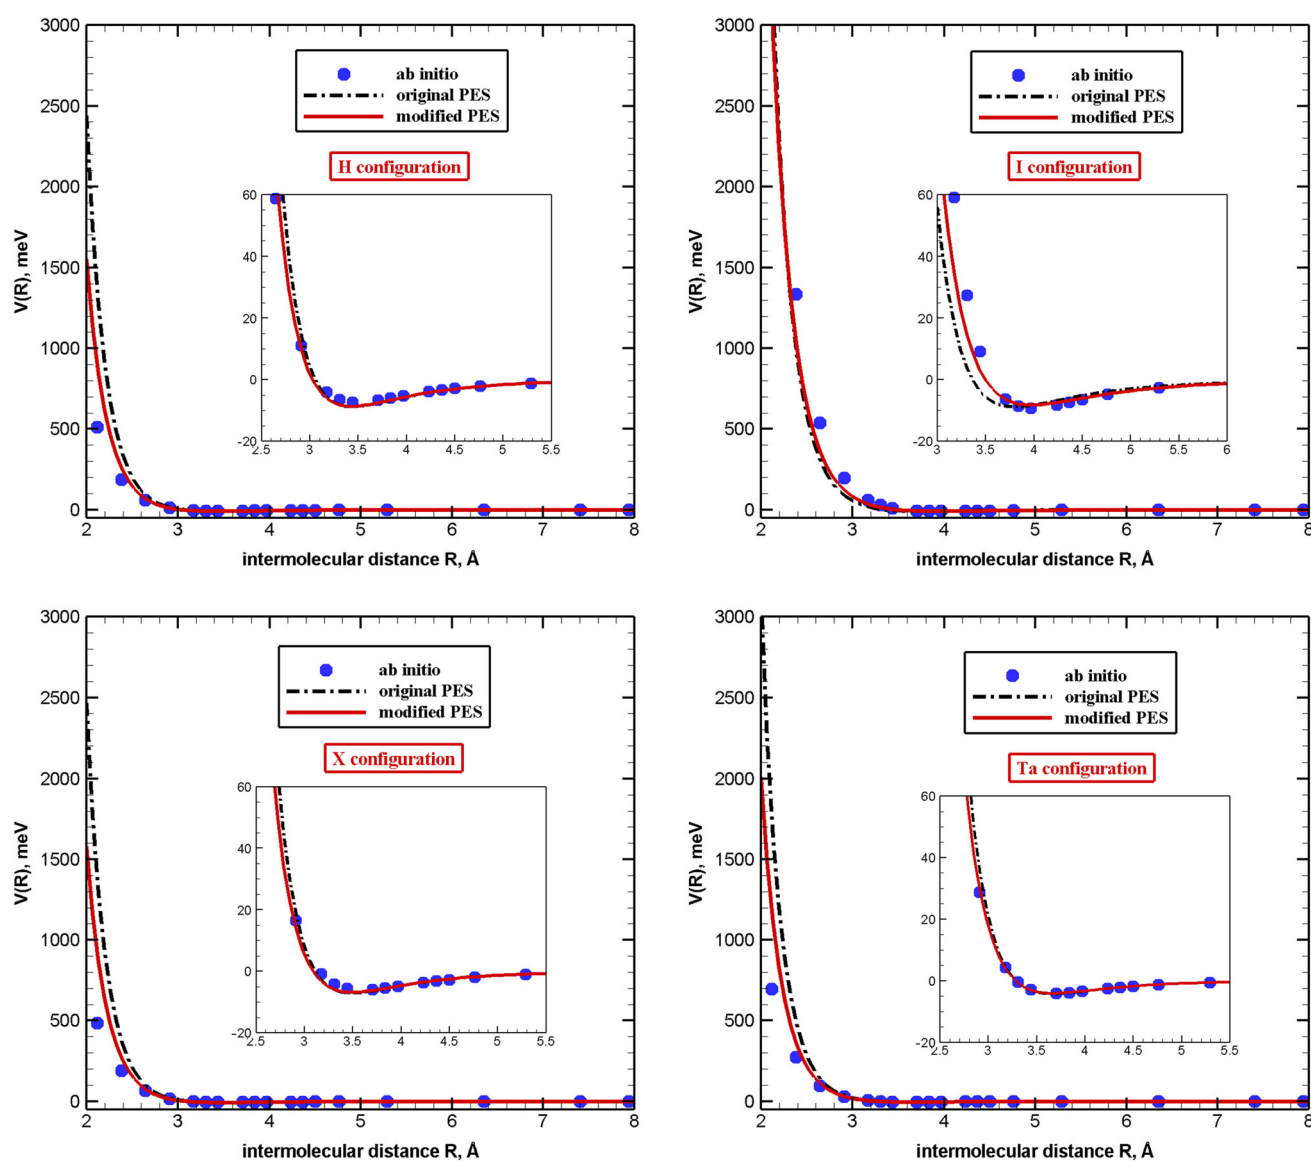 3000
2500
2000
1500
1000
500
0
V(R), meV
ab initio
original PES
modified PES
H configuration
60
40
20
0
-20
2.5 3 3.5 4 4.5 5 5.5
2 3 4 5 6 7 8
intermolecular distance R, Å
3000
2500
2000
1500
1000
500
0
V(R), meV
ab initio
original PES
modified PES
I configuration
60
40
20
0
-20
3 3.5 4 4.5 5 5.5 6
2 3 4 5 6 7 8
intermolecular distance R, Å
3000
2500
2000
1500
1000
500
0
V(R), meV
ab initio
original PES
modified PES
X configuration
60
40
20
0
-20
2.5 3 3.5 4 4.5 5 5.5
2 3 4 5 6 7 8
intermolecular distance R, Å
3000
2500
2000
1500
1000
500
0
V(R), meV
ab initio
original PES
modified PES
Ta configuration
60
40
20
0
-20
2.5 3 3.5 4 4.5 5 5.5
2 3 4 5 6 7 8
intermolecular distance R, Å